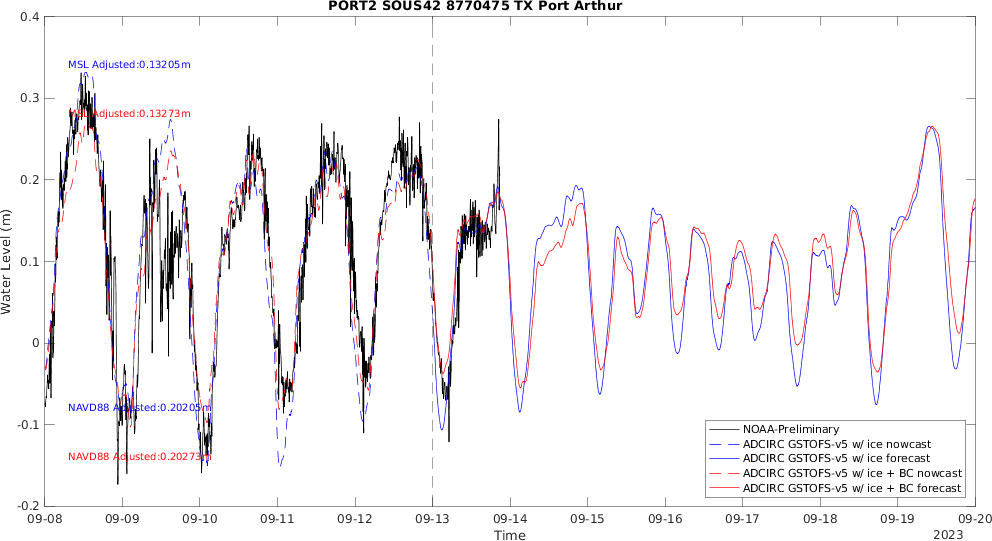 PORT2 SOUS42 8770475 TX Port Arthur
0.4
0.3
0.2
0.1
0
-0.1
-0.2
Water Level (m)
MSL Adjusted:0.13205m
MSL Adjusted:0.13273m
NAVD88 Adjusted:0.20205m
NAVD88 Adjusted:0.20273m
NOAA-Preliminary
ADCIRC GSTOFS-v5 w/ ice nowcast
ADCIRC GSTOFS-v5 w/ ice forecast
ADCIRC GSTOFS-v5 w/ ice + BC nowcast
ADCIRC GSTOFS-v5 w/ ice + BC forecast
09-08 09-09 09-10 09-11 09-12 09-13 09-14 09-15 09-16 09-17 09-18 09-19 09-20
Time
2023